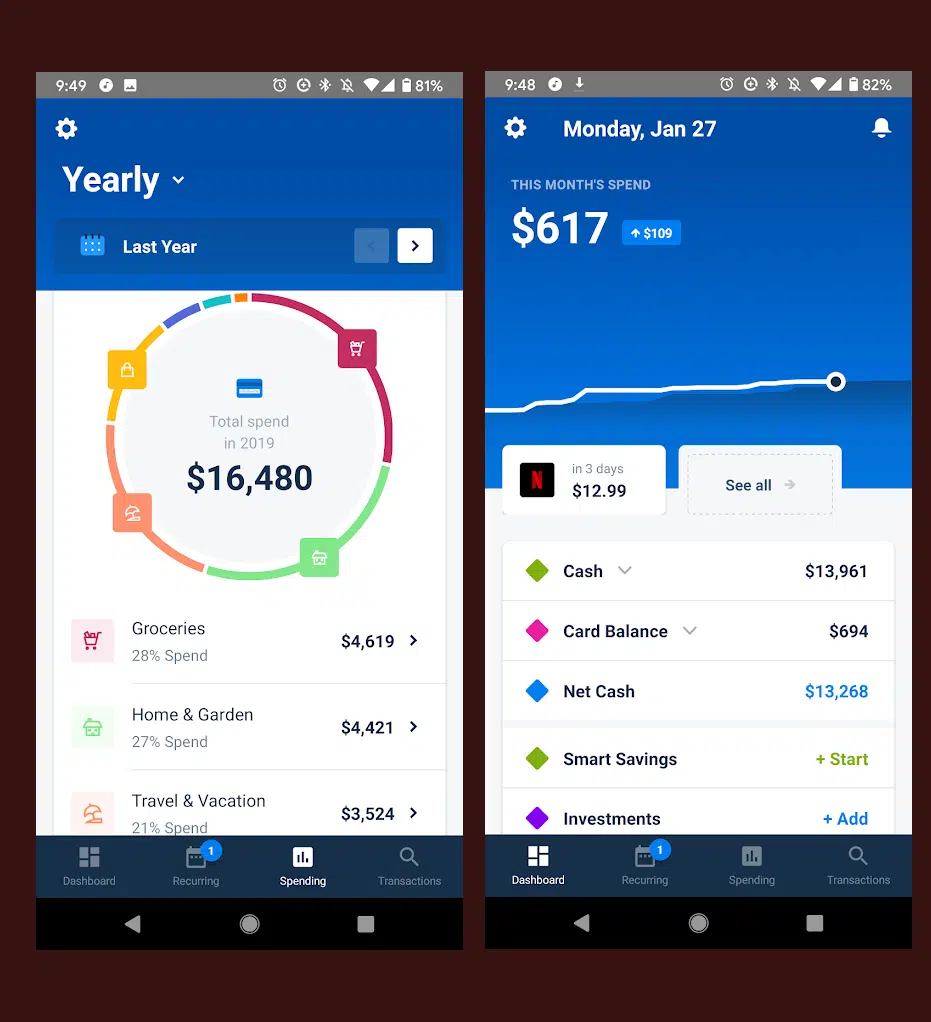 9:49
81%
Yearly
Last Year
Total spend
in 2019
$16,480
Groceries
28% Spend
$4,619
Home & Garden
27% Spend
$4,421
Travel & Vacation
21% Spend
$3,524
Dashboard
1
Recurring
Spending
Transactions
9:48
82%
Monday, Jan 27
THIS MONTH'S SPEND
$617
$109
N
in 3 days
$12.99
See all
Cash
$13,961
Card Balance
$694
Net Cash
$13,268
Smart Savings
+ Start
Investments
+ Add
Dashboard
1
Recurring
Spending
Transactions